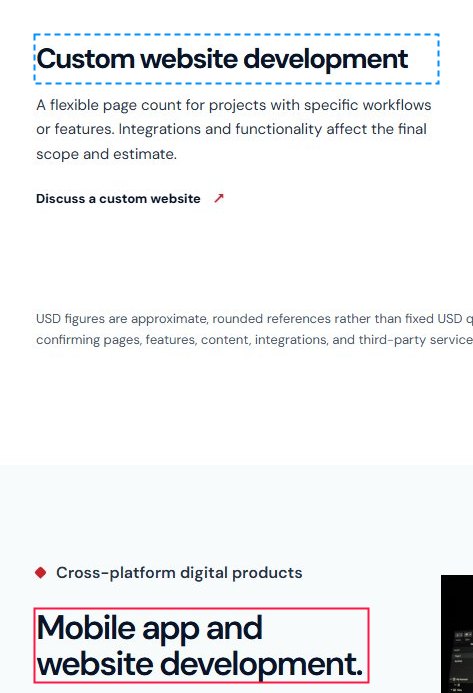 Custom website development
A flexible page count for projects with specific workflows
or features. Integrations and functionality affect the final
scope and estimate.
Discuss a custom website ↗
USD figures are approximate, rounded references rather than fixed USD
confirming pages, features, content, integrations, and third-party service
Cross-platform digital products
Mobile app and
website development.